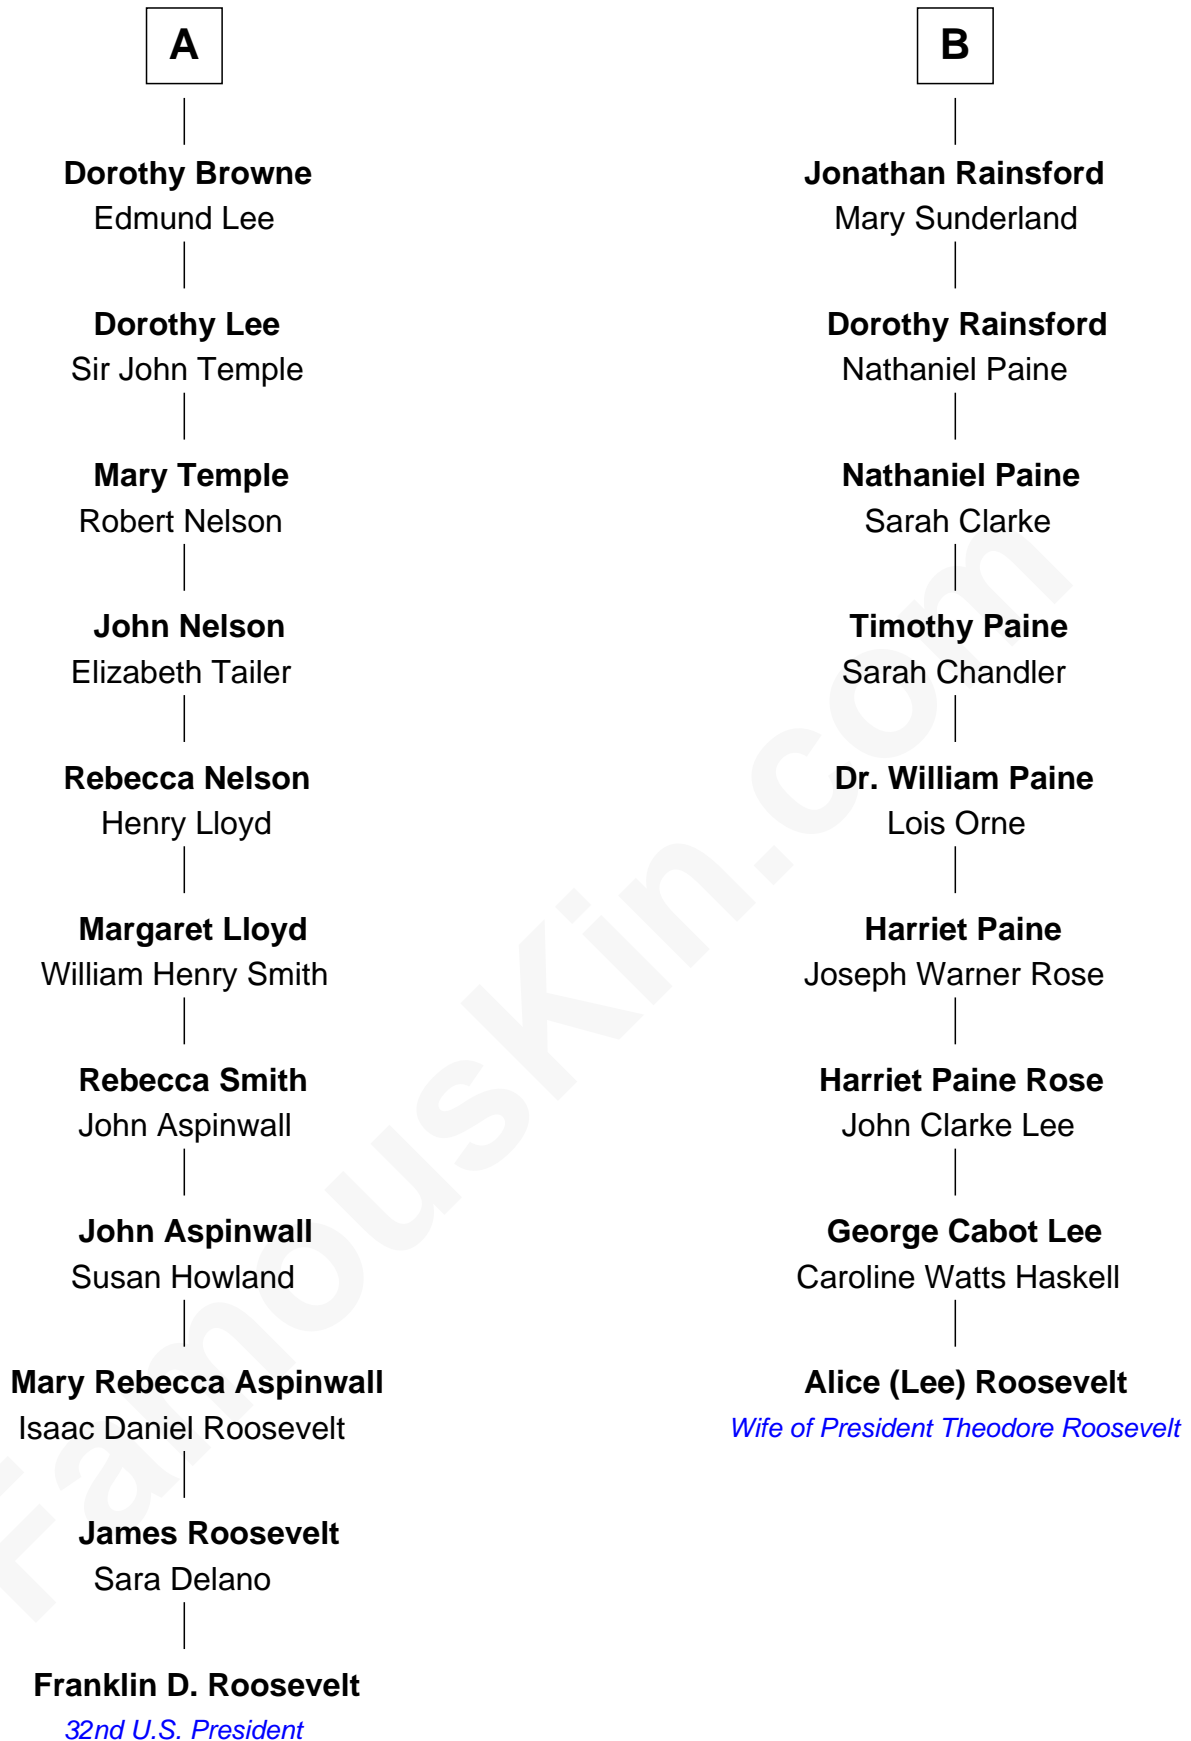 A
Dorothy Browne
Edmund Lee
Dorothy Lee
Sir John Temple
Mary Temple
Robert Nelson
John Nelson
Elizabeth Tailer
Rebecca Nelson
Henry Lloyd
Margaret Lloyd
William Henry Smith
Rebecca Smith
John Aspinwall
John Aspinwall
Susan Howland
Mary Rebecca Aspinwall
Isaac Daniel Roosevelt
James Roosevelt
Sara Delano
Franklin D. Roosevelt
32nd U.S. President
B
Jonathan Rainsford
Mary Sunderland
Dorothy Rainsford
Nathaniel Paine
Nathaniel Paine
Sarah Clarke
Timothy Paine
Sarah Chandler
Dr. William Paine
Lois Orne
Harriet Paine
Joseph Warner Rose
Harriet Paine Rose
John Clarke Lee
George Cabot Lee
Caroline Watts Haskell
Alice (Lee) Roosevelt
Wife of President Theodore Roosevelt
FamousKin.com